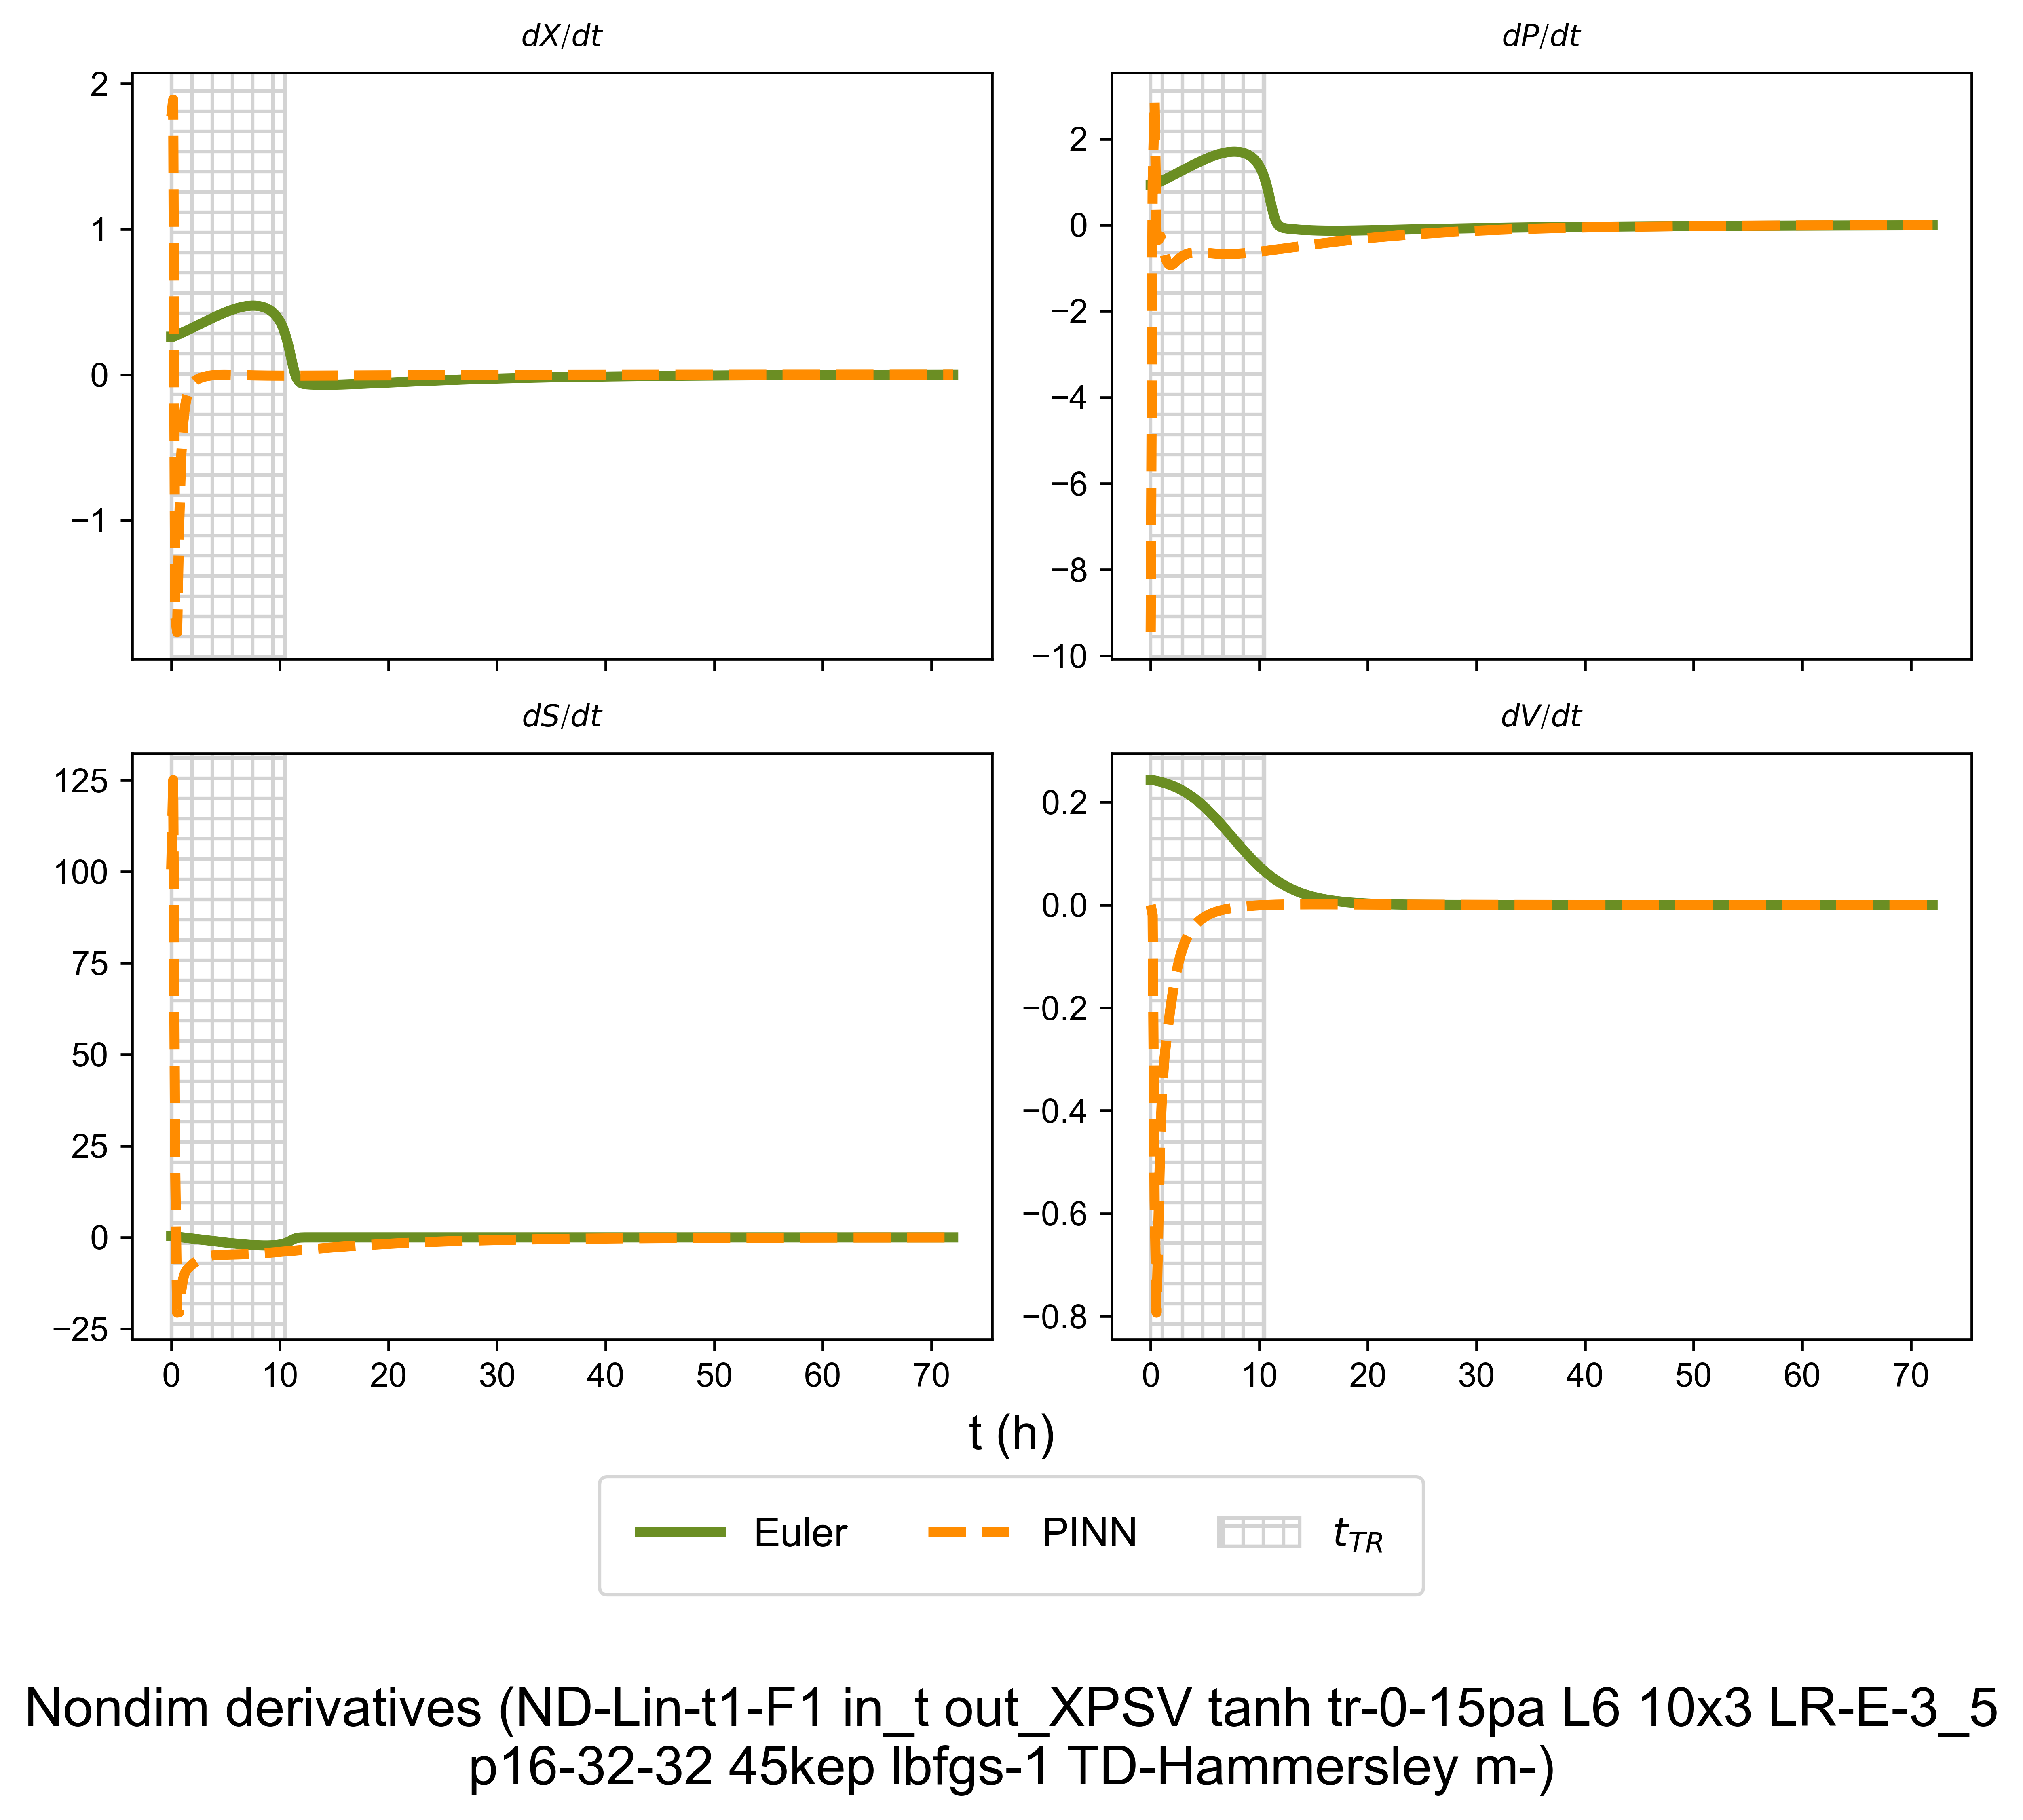 dX/dt
dP/dt
2
1
0
−1
2
0
−2
−4
−6
−8
−10
dS/dt
dV/dt
125
100
75
50
25
0
−25
0.2
0.0
−0.2
−0.4
−0.6
−0.8
0 10 20 30 40 50 60 70
0 10 20 30 40 50 60 70
t (h)
Euler PINN t_TR
Nondim derivatives (ND-Lin-t1-F1 in_t out_XPSV tanh tr-0-15pa L6 10x3 LR-E-3_5
p16-32-32 45kep lbfgs-1 TD-Hammersley m-)